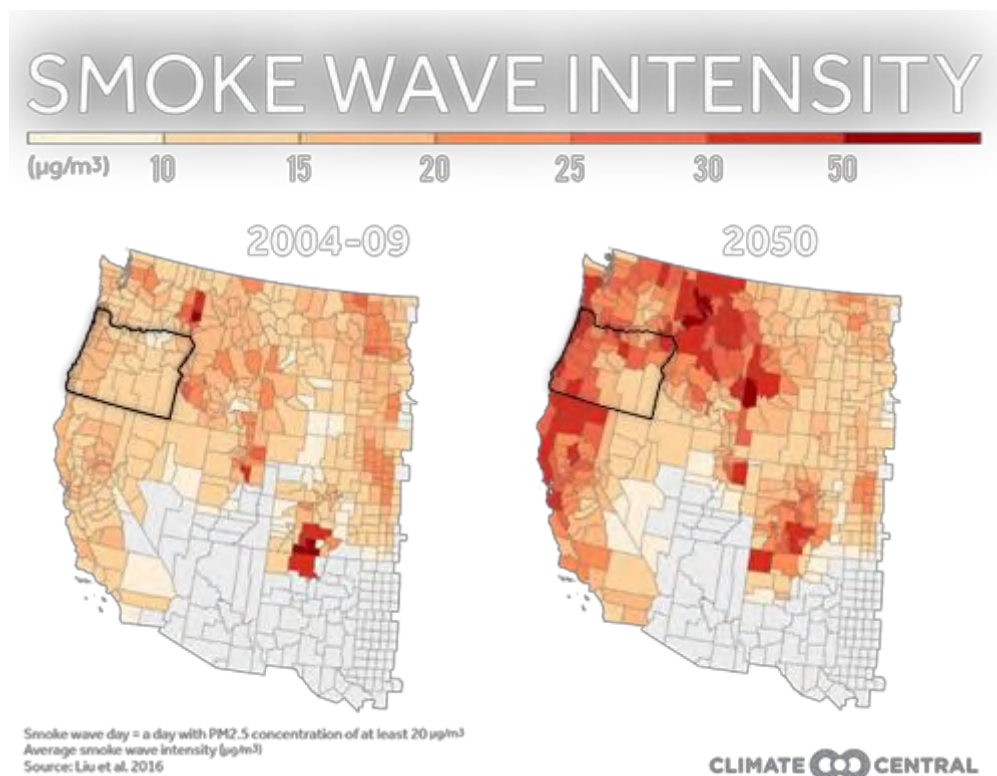 SMOKE WAVE INTENSITY
(µg/m3) 10 15 20 25 30 50
2004-09 2050
Smoke wave day = a day with PM2.5 concentration of at least 20 µg/m3
Average smoke wave intensity (µg/m3)
Source: Liu et al. 2016
CLIMATE CENTRAL